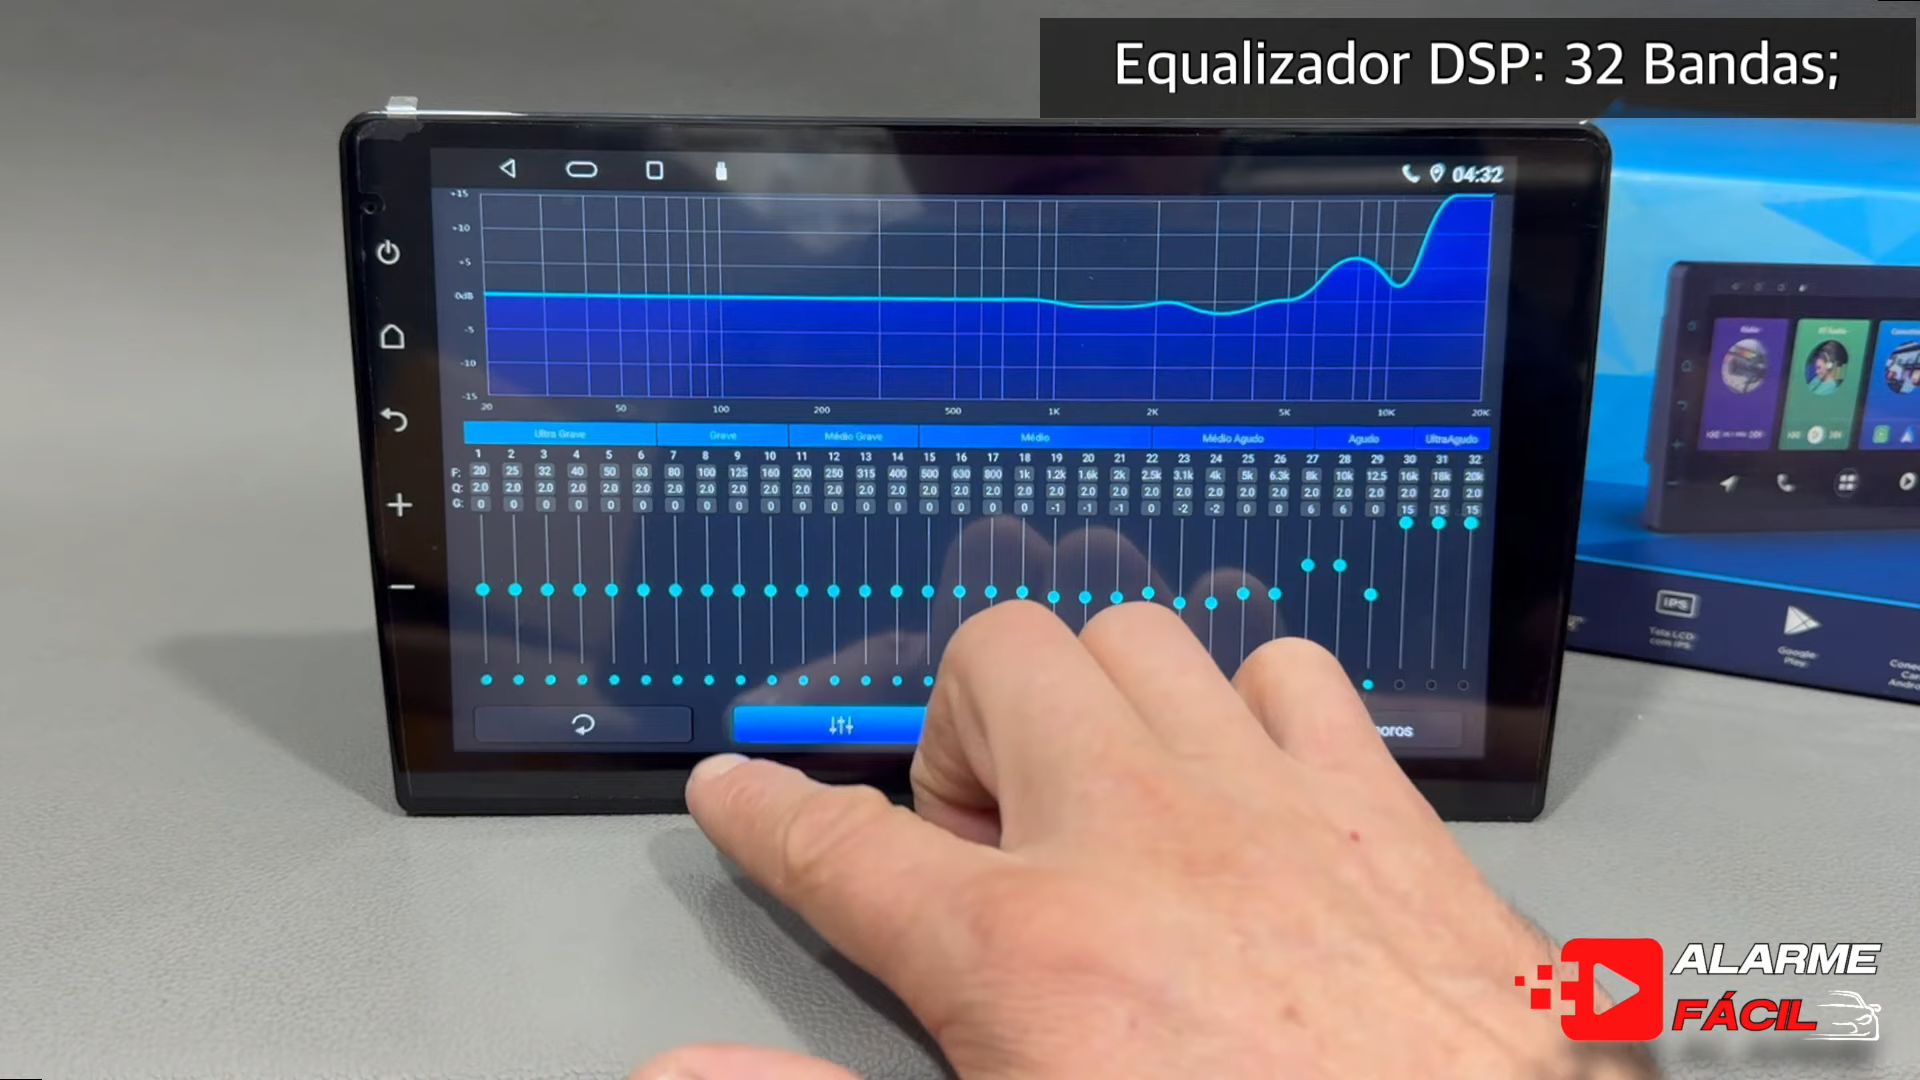 Equalizador DSP: 32 Bandas;
04:32
+15
+10
+5
0dB
-5
-10
-15
20 50 100 200 500 1K 2K 5K 10K 20K
Ultra Grave Grave Médio Grave Médio Médio Agudo Agudo UltraAgudo
1 2 3 4 5 6 7 8 9 10 11 12 13 14 15 16 17 18 19 20 21 22 23 24 25 26 27 28 29 30 31 32
F: 20 25 32 40 50 63 80 100 125 160 200 250 315 400 500 630 800 1k 1.2k 1.6k 2k 2.5k 3.1k 4k 5k 6.3k 8k 10k 12.5 16k 18k 20k
Q: 2.0 2.0 2.0 2.0 2.0 2.0 2.0 2.0 2.0 2.0 2.0 2.0 2.0 2.0 2.0 2.0 2.0 2.0 2.0 2.0 2.0 2.0 2.0 2.0 2.0 2.0 2.0 2.0 2.0 2.0 2.0 2.0
G: 0 0 0 0 0 0 0 0 0 0 0 0 0 0 0 0 0 0 -1 -1 -1 0 -2 -2 0 0 6 6 0 15 15 15
oros
IPS
Tela LCD
com IPS
Google
Play
ALARME
FÁCIL